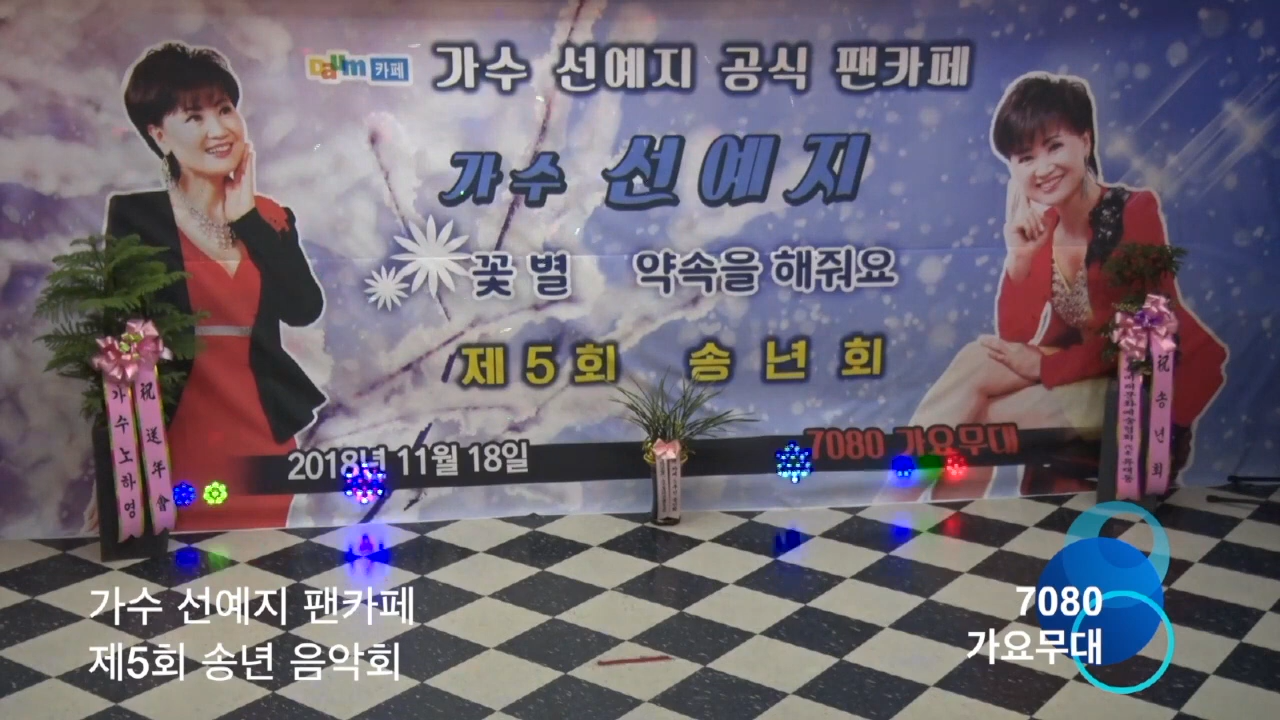 Daum 카페 가수 선예지 공식 팬카페
가수 선예지
꽃별 약속을 해줘요
제5회 송년회
2018년 11월 18일
7080 가요무대
祝送年會
가수노하영
祝송년회
가수 선예지 팬카페
제5회 송년 음악회
7080
가요무대